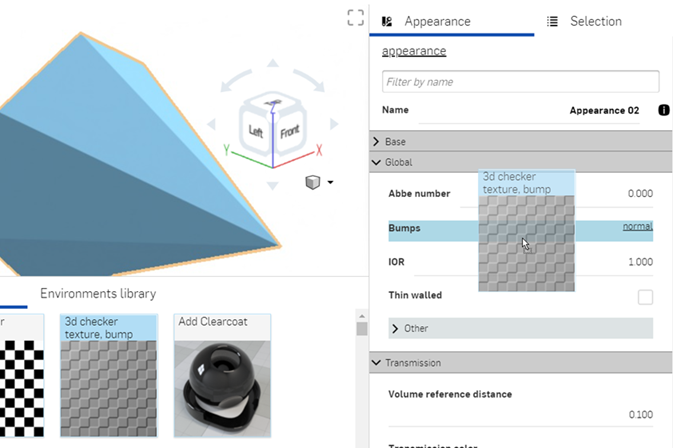 Appearance
Selection
appearance
Filter by name
Name
Appearance 02
Base
Global
3d checker
texture, bump
Abbe number
0.000
Bumps
normal
IOR
1.000
Thin walled
Other
Transmission
Volume reference distance
0.100
Left
Front
Z
Y
X
Environments library
r
3d checker
texture, bump
Add Clearcoat